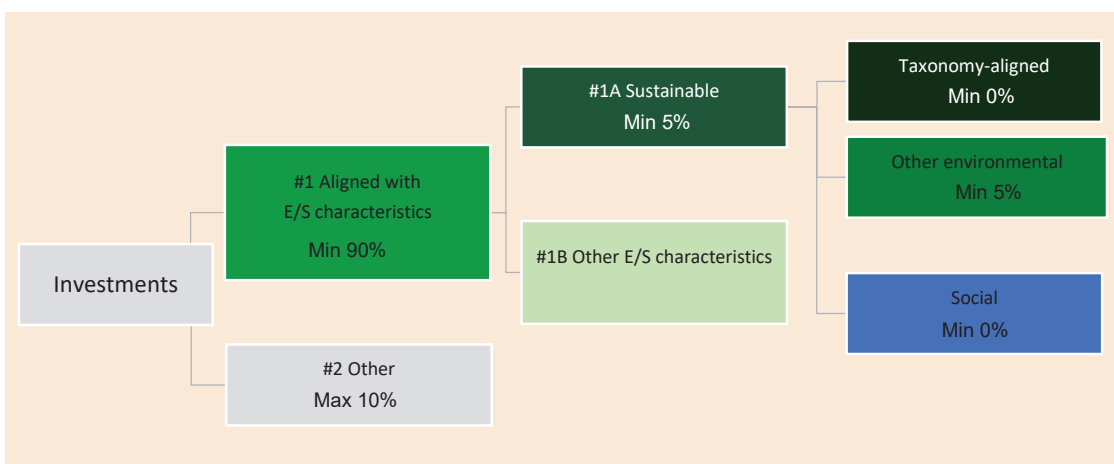 Investments
#1 Aligned with
E/S characteristics
Min 90%
#2 Other
Max 10%
#1A Sustainable
Min 5%
#1B Other E/S characteristics
Taxonomy-aligned
Min 0%
Other environmental
Min 5%
Social
Min 0%